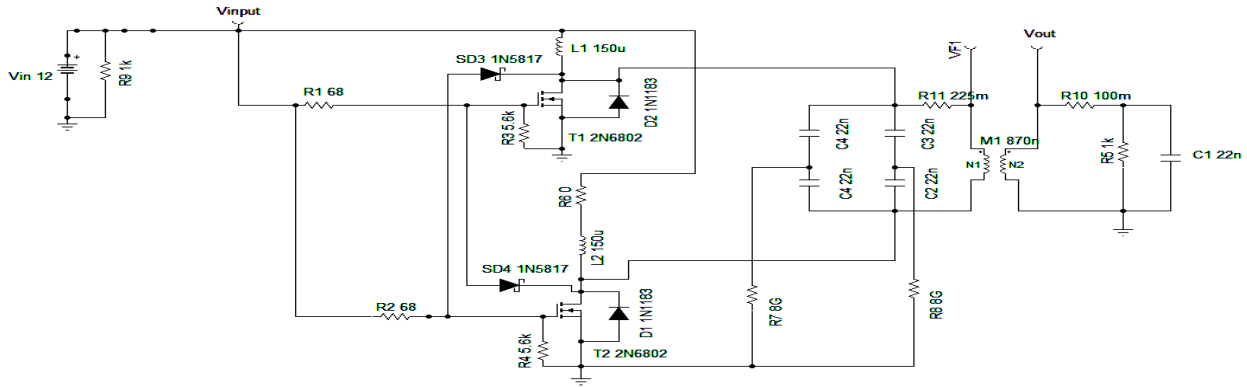 Vinput
Vin 12
+
R9 1k
L1 150u
SD3 1N5817
R1 68
R3 5.6k
D2 1N1183
T1 2N6802
R6 0
L2 150u
SD4 1N5817
R2 68
R4 5.6k
D1 1N1183
T2 2N6802
C4 22n
C3 22n
C4 22n
C2 22n
R7 8G
R8 8G
R11 225m
VF1
Vout
M1 870n
N1
N2
R10 100m
R5 1k
C1 22n